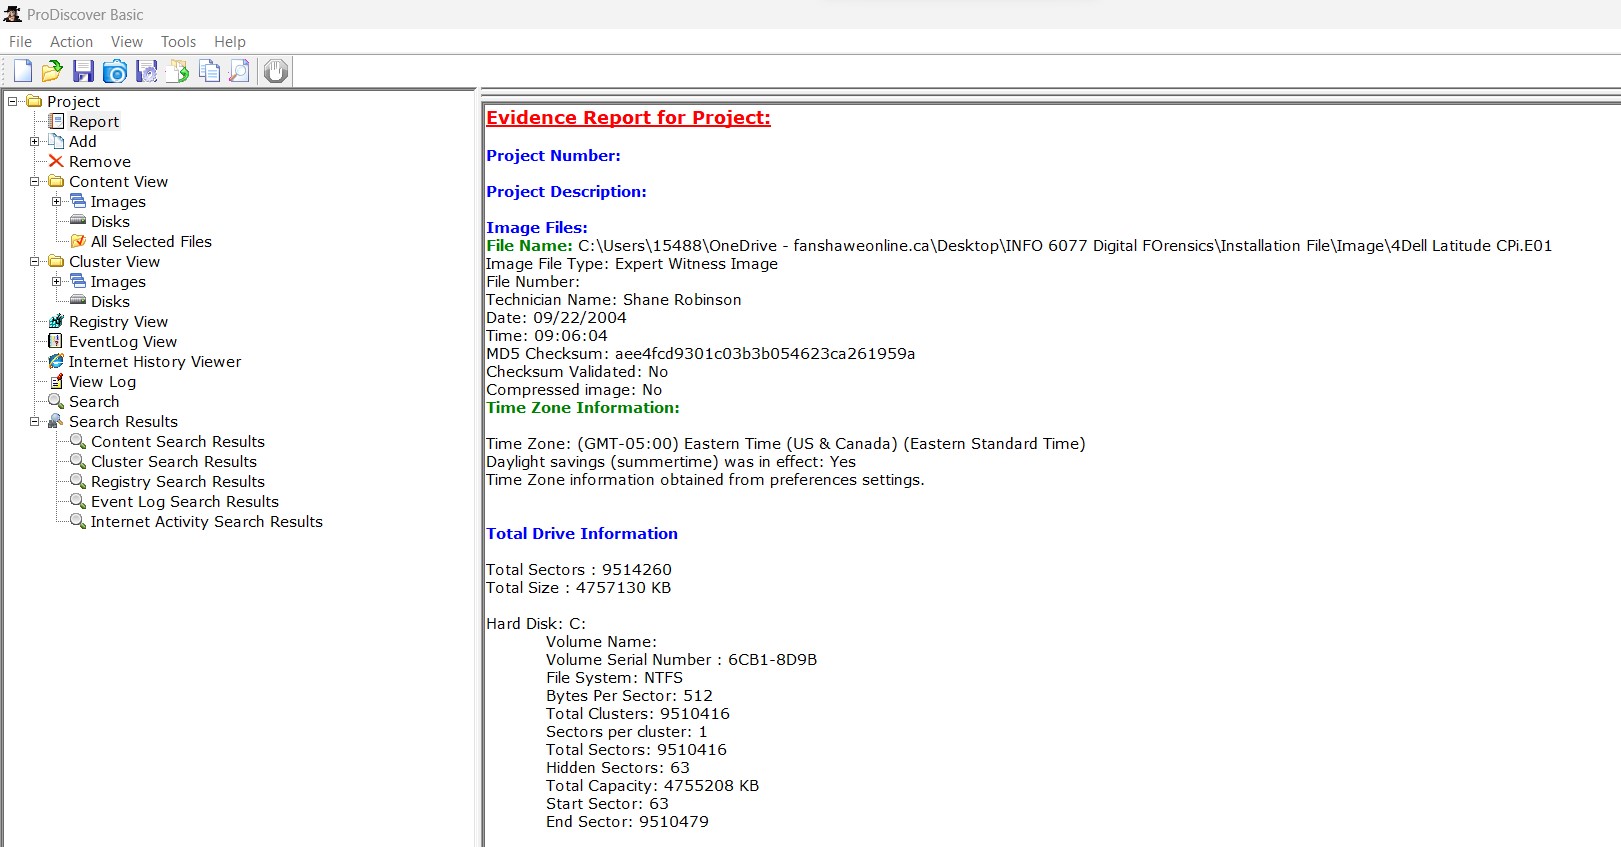 ProDiscover Basic
File Action View Tools Help
Project
Report
Add
Remove
Content View
Images
Disks
All Selected Files
Cluster View
Images
Disks
Registry View
EventLog View
Internet History Viewer
View Log
Search
Search Results
Content Search Results
Cluster Search Results
Registry Search Results
Event Log Search Results
Internet Activity Search Results
Evidence Report for Project:
Project Number:
Project Description:
Image Files:
File Name: C:\Users\15488\OneDrive - fanshaweonline.ca\Desktop\INFO 6077 Digital FOrensics\Installation File\Image\4Dell Latitude CPi.E01
Image File Type: Expert Witness Image
File Number:
Technician Name: Shane Robinson
Date: 09/22/2004
Time: 09:06:04
MD5 Checksum: aee4fcd9301c03b3b054623ca261959a
Checksum Validated: No
Compressed image: No
Time Zone Information:
Time Zone: (GMT-05:00) Eastern Time (US & Canada) (Eastern Standard Time)
Daylight savings (summertime) was in effect: Yes
Time Zone information obtained from preferences settings.
Total Drive Information
Total Sectors : 9514260
Total Size : 4757130 KB
Hard Disk: C:
Volume Name:
Volume Serial Number : 6CB1-8D9B
File System: NTFS
Bytes Per Sector: 512
Total Clusters: 9510416
Sectors per cluster: 1
Total Sectors: 9510416
Hidden Sectors: 63
Total Capacity: 4755208 KB
Start Sector: 63
End Sector: 9510479